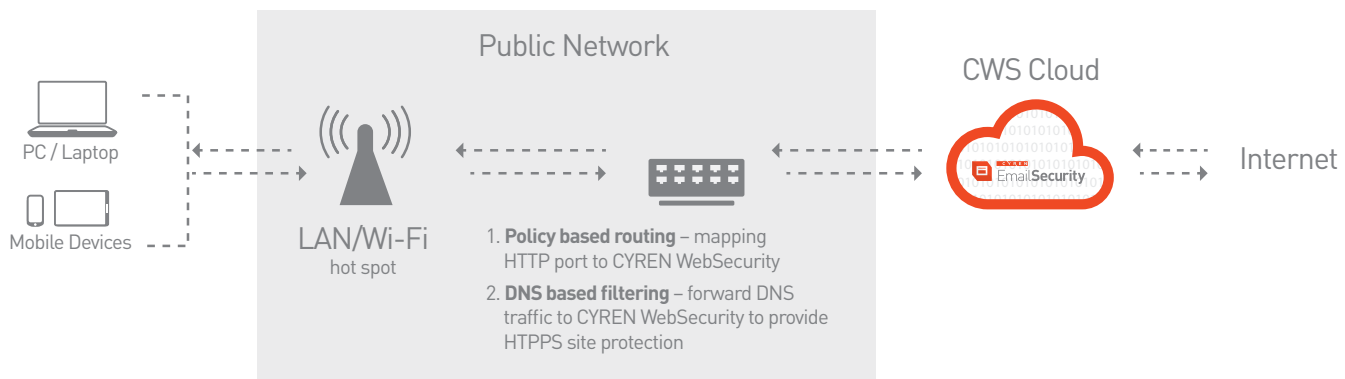 Public Network
CWS Cloud
PC / Laptop
Mobile Devices
LAN/Wi-Fi
hot spot
1. Policy based routing – mapping
HTTP port to CYREN WebSecurity
2. DNS based filtering – forward DNS
traffic to CYREN WebSecurity to provide
HTPPS site protection
CYREN
EmailSecurity
Internet